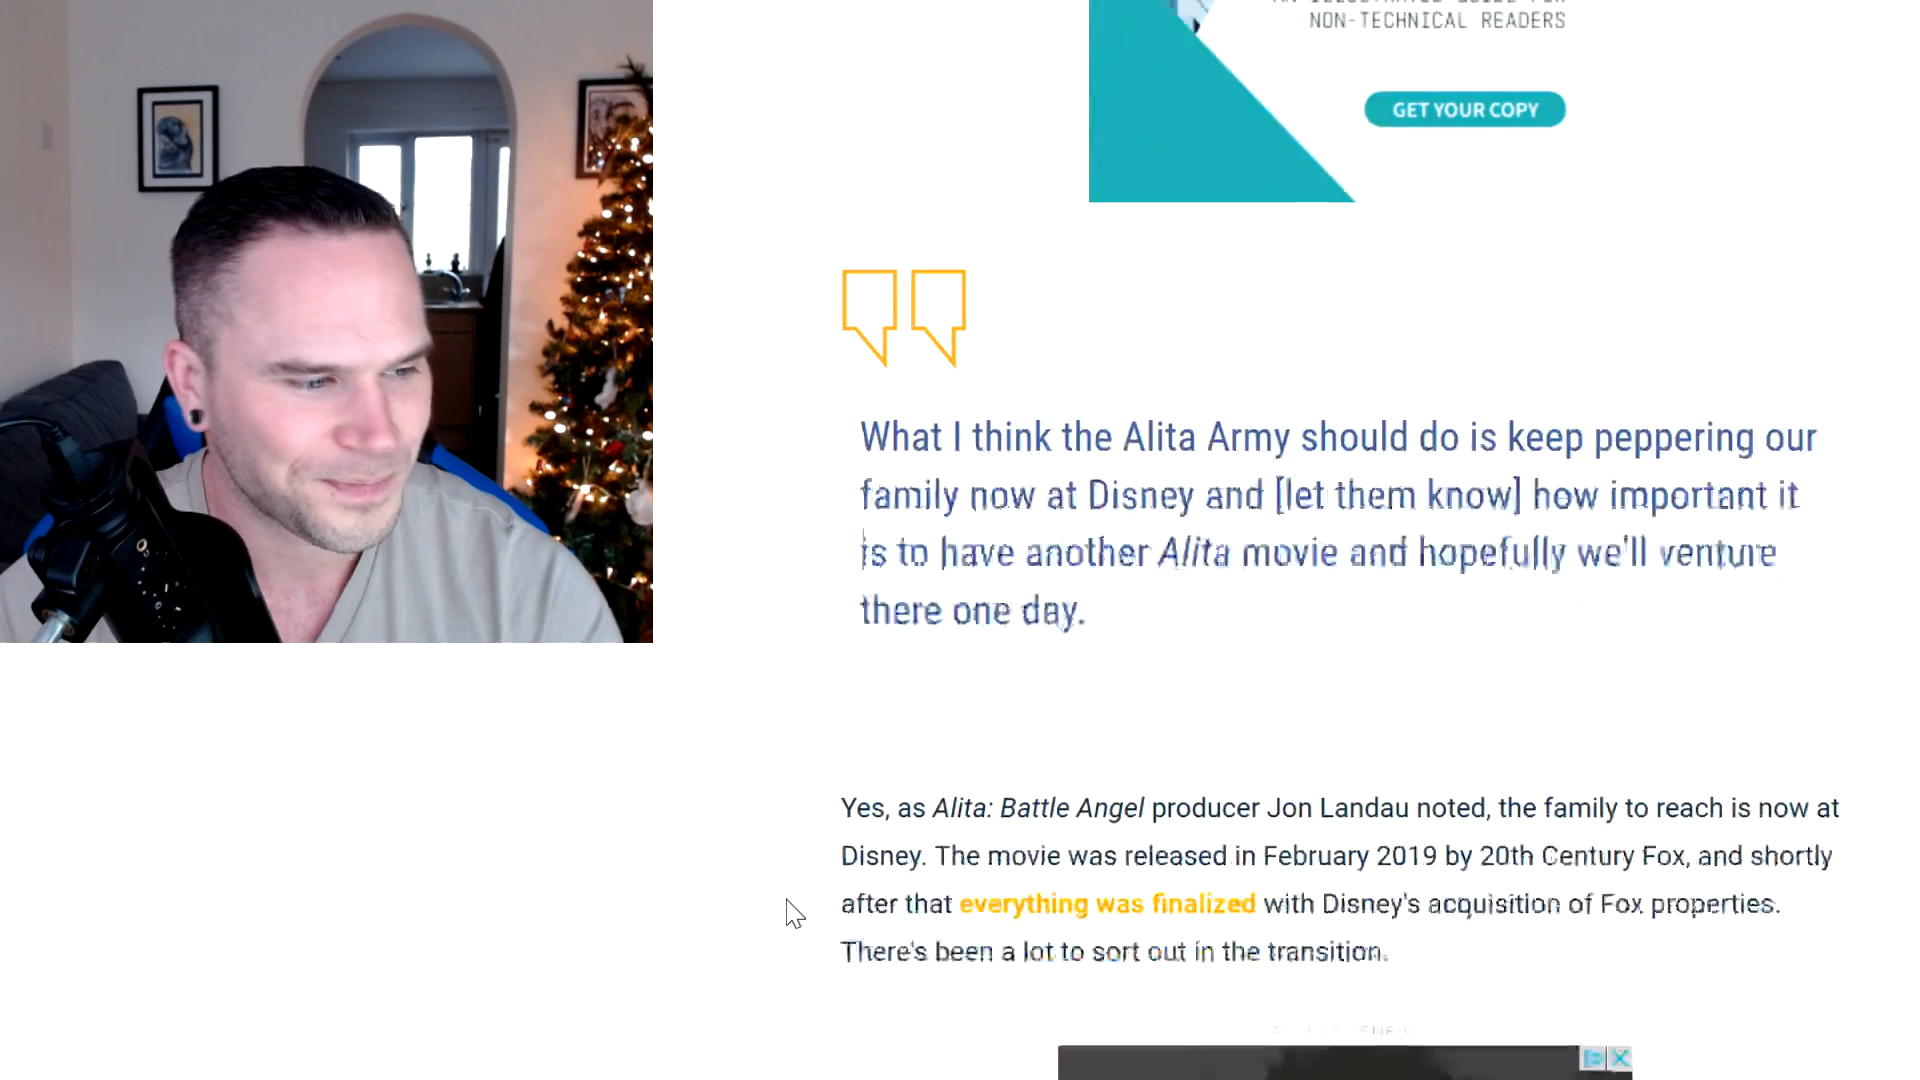 NON-TECHNICAL READERS
GET YOUR COPY
What I think the Alita Army should do is keep peppering our
family now at Disney and [let them know] how important it
is to have another Alita movie and hopefully we'll venture
there one day.
Yes, as Alita: Battle Angel producer Jon Landau noted, the family to reach is now at
Disney. The movie was released in February 2019 by 20th Century Fox, and shortly
after that everything was finalized with Disney's acquisition of Fox properties.
There's been a lot to sort out in the transition.